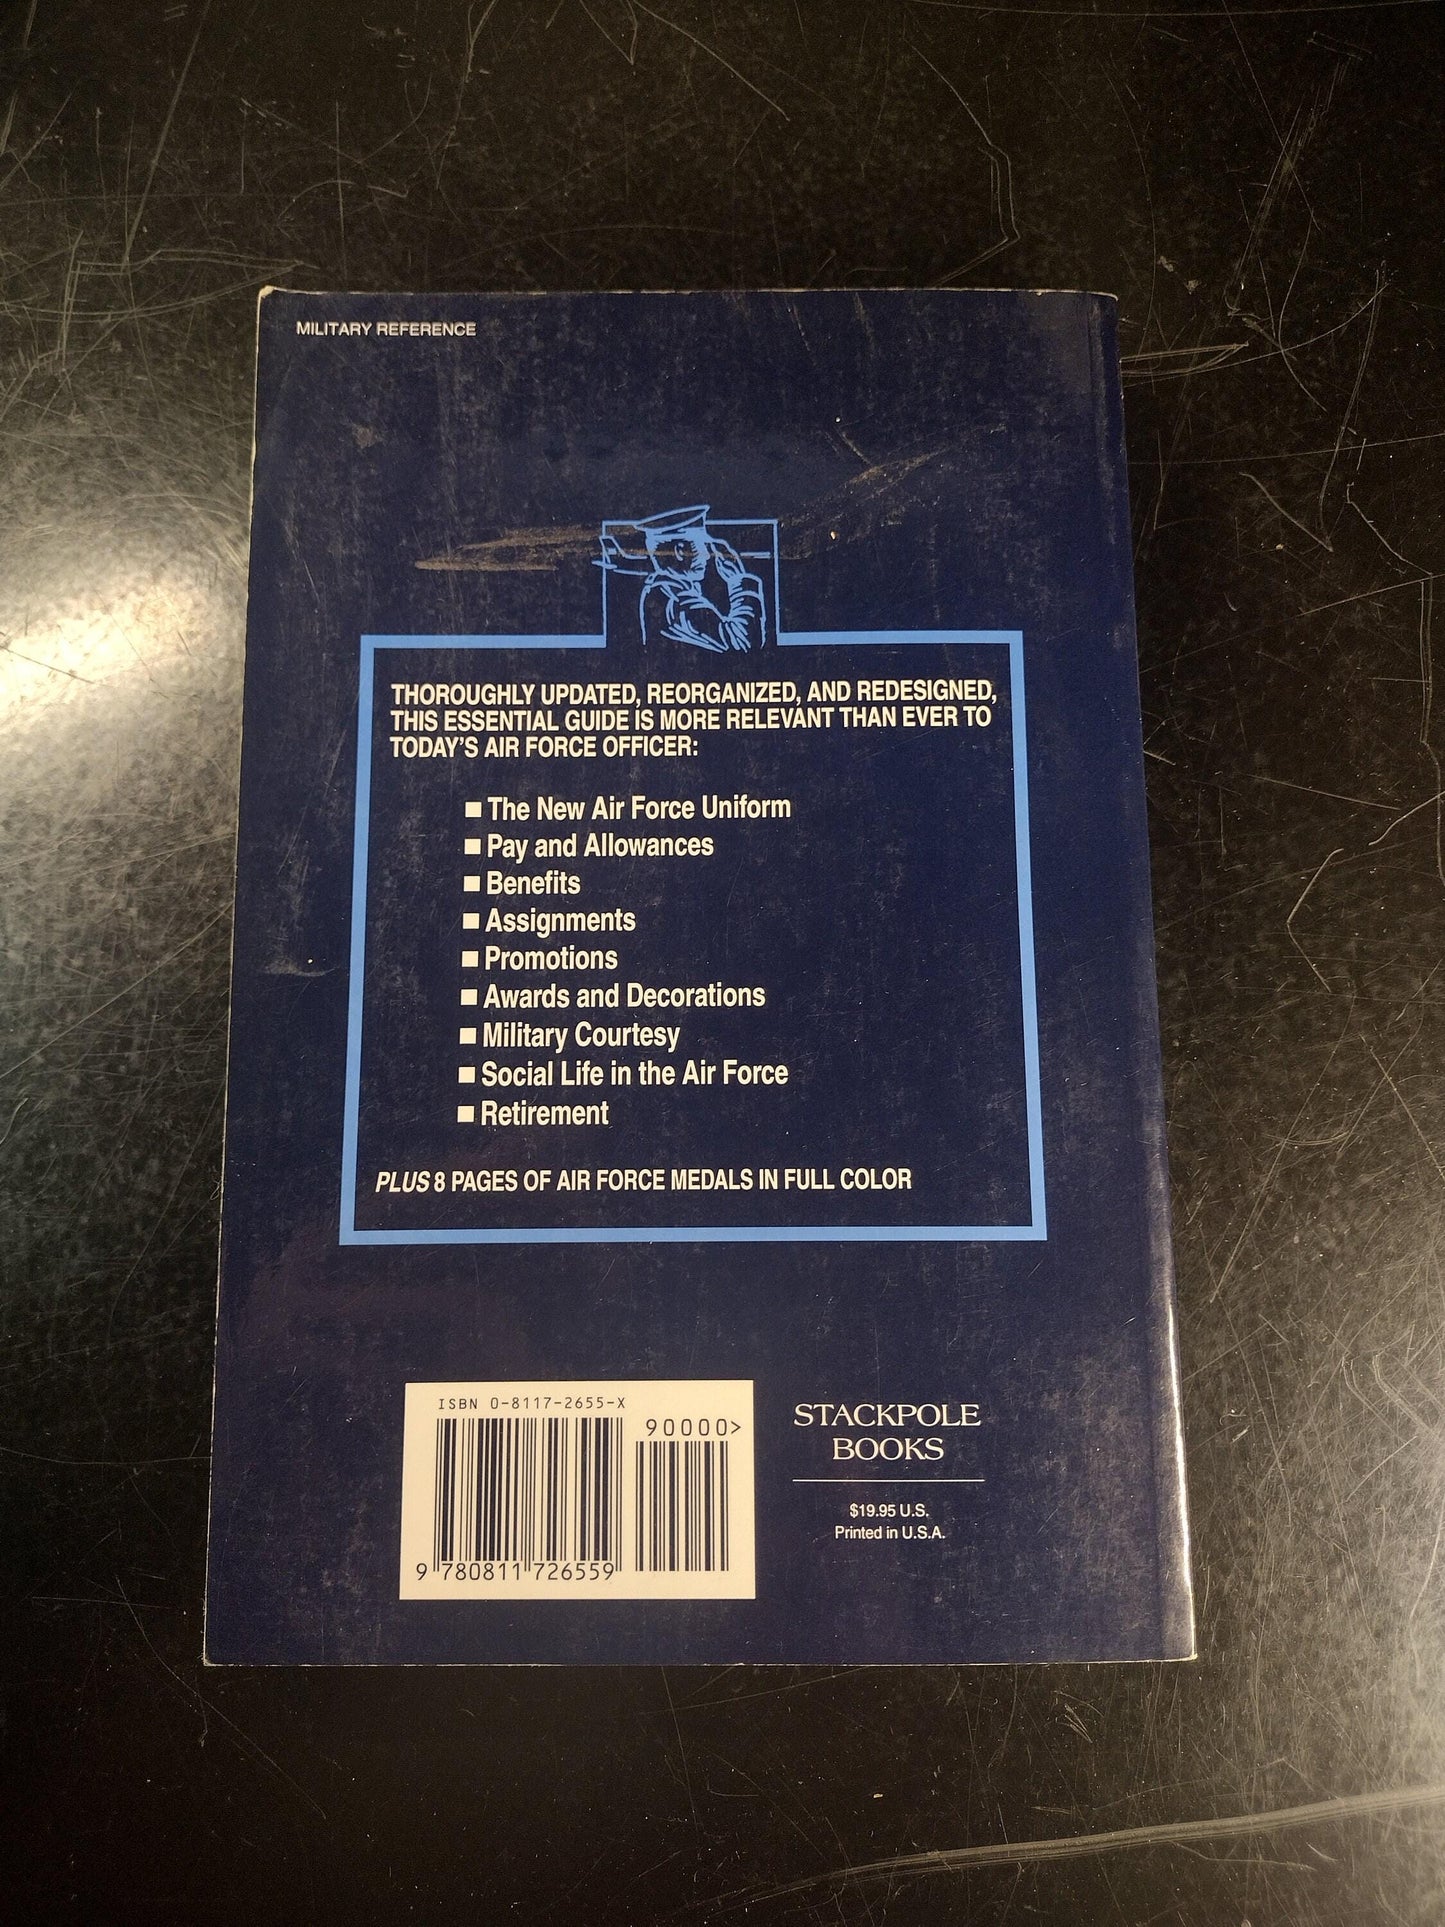 MILITARY REFERENCE
THOROUGHLY UPDATED, REORGANIZED, AND REDESIGNED,
THIS ESSENTIAL GUIDE IS MORE RELEVANT THAN EVER TO
TODAY'S AIR FORCE OFFICER:
■ The New Air Force Uniform
■ Pay and Allowances
■ Benefits
■ Assignments
■ Promotions
■ Awards and Decorations
■ Military Courtesy
■ Social Life in the Air Force
■ Retirement
PLUS 8 PAGES OF AIR FORCE MEDALS IN FULL COLOR
ISBN 0-8117-2655-X
90000>
9 780811 726559
STACKPOLE
BOOKS
$19.95 U.S.
Printed in U.S.A.